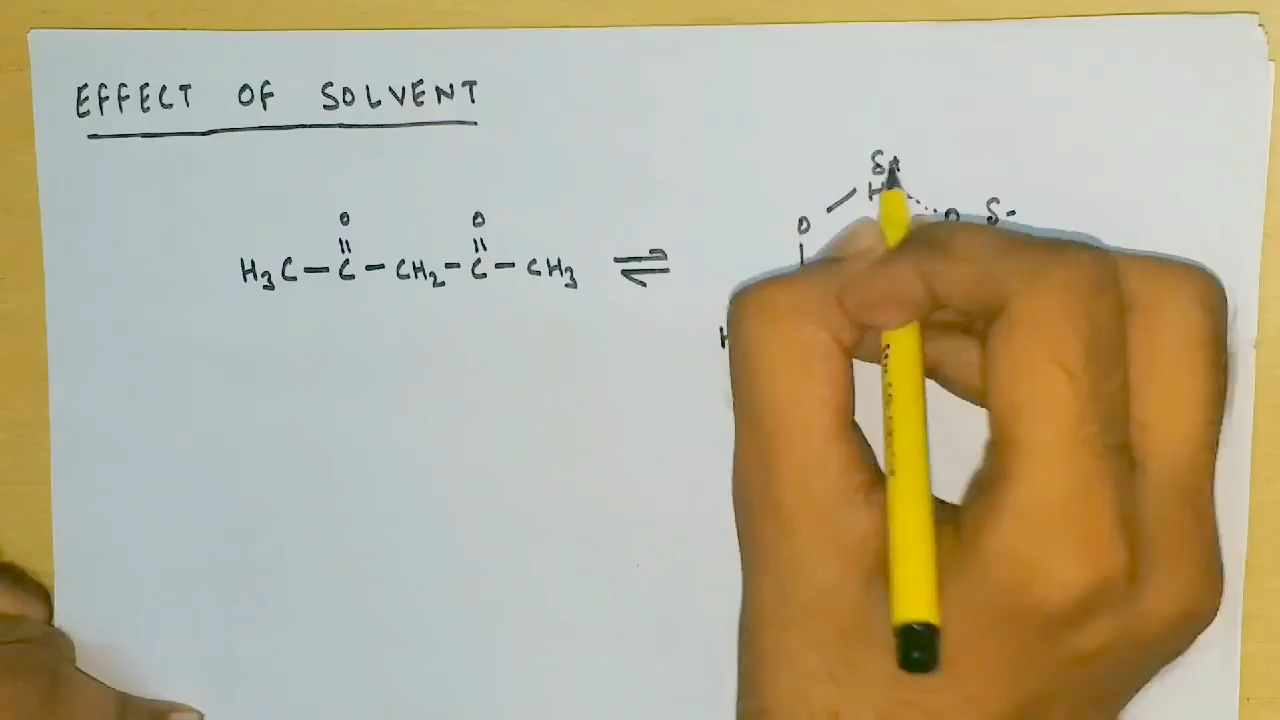 EFFECT OF SOLVENT
δ+
H
O O δ-
O O
|| ||
H3C-C-CH2-C-CH3 ⇌
H